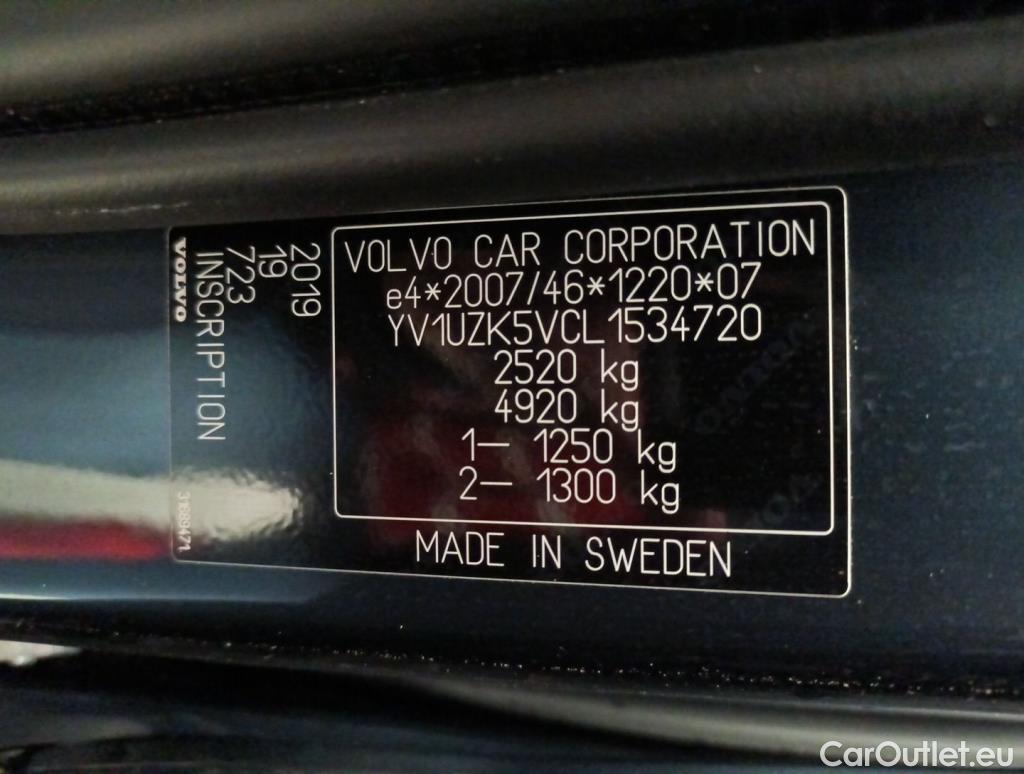 VOLVO CAR CORPORATION
e4*2007/46*1220*07
YV1UZK5VCL1534720
2520 kg
4920 kg
1– 1250 kg
2– 1300 kg
MADE IN SWEDEN
2019
19
723
INSCRIPTION
VOLVO
31689471
CarOutlet.eu